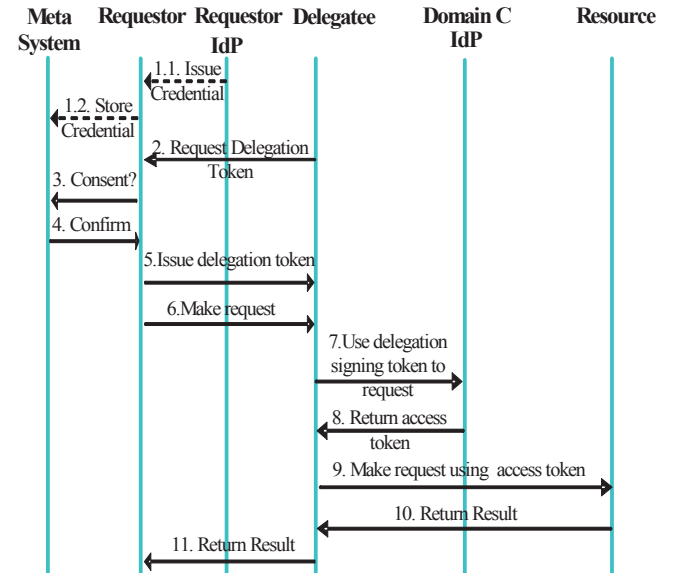 Meta System
Requestor
Requestor IdP
Delegatee
Domain C IdP
Resource
1.1. Issue
Credential
1.2. Store
Credential
2. Request Delegation
Token
3. Consent?
4. Confirm
5.Issue delegation token
6.Make request
7.Use delegation
signing token to
request
8. Return access
token
9. Make request using access token
10. Return Result
11. Return Result